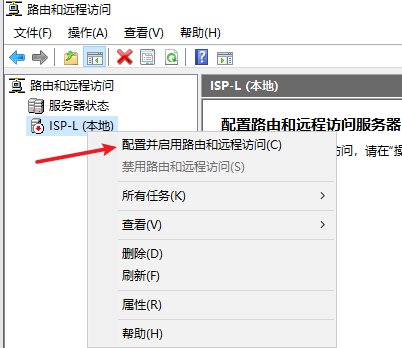 路由和远程访问
文件(F) 操作(A) 查看(V) 帮助(H)
路由和远程访问
服务器状态
ISP-L (本地)
ISP-L (本地)
配置路由和远程访问服务器
配置并启用路由和远程访问(C)
禁用路由和远程访问(S)
所有任务(K)
查看(V)
删除(D)
刷新(F)
属性(R)
帮助(H)
访问，请在"操